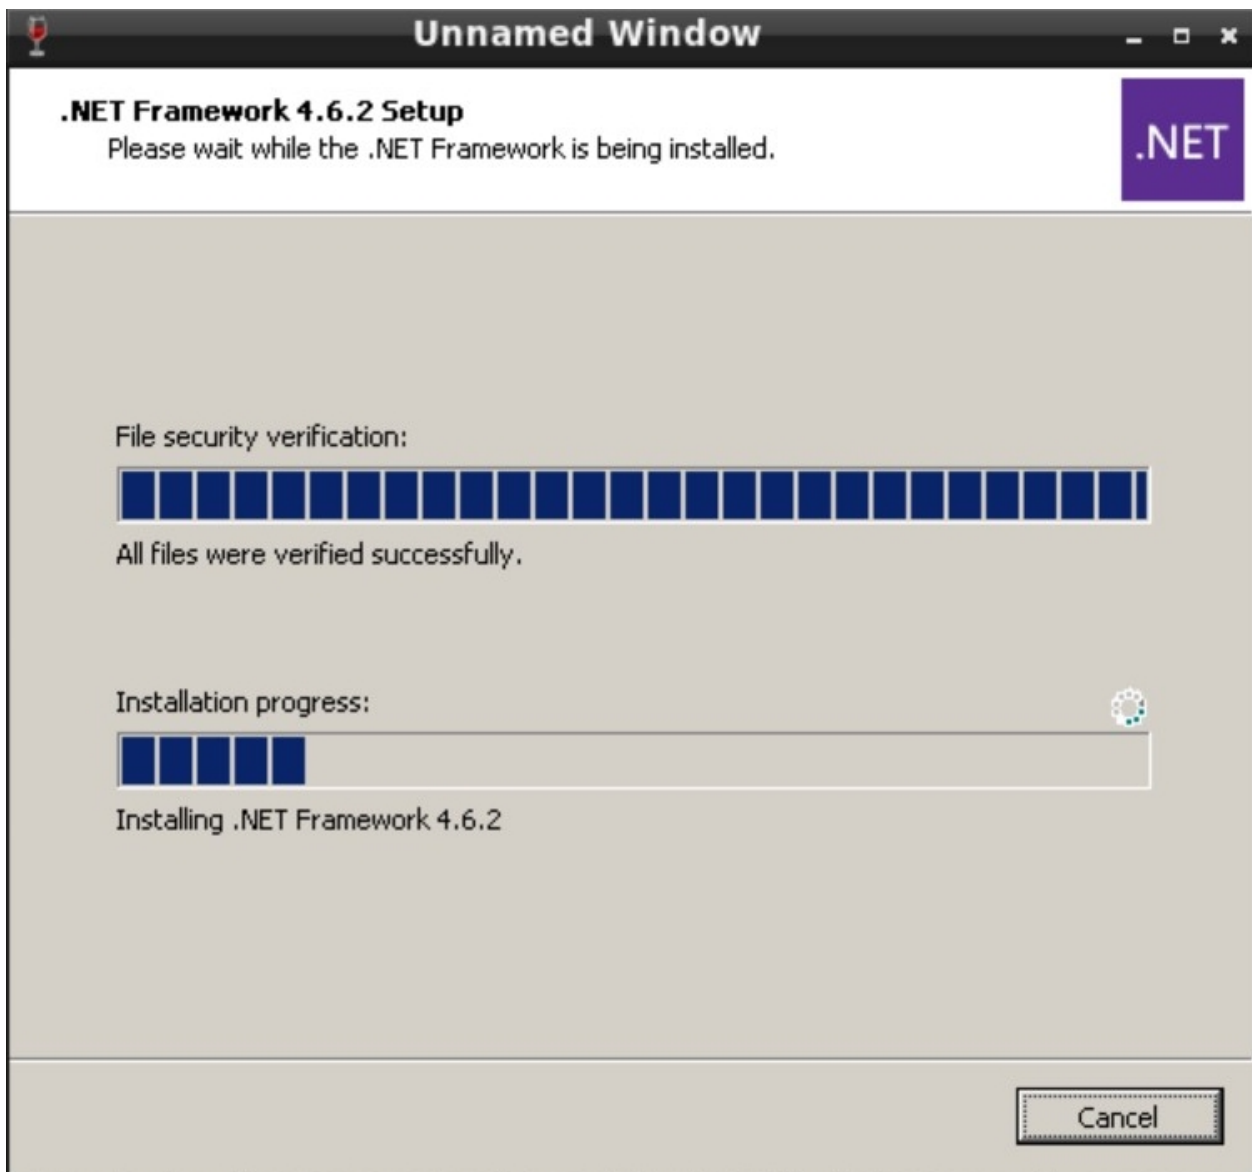 Unnamed Window
.NET Framework 4.6.2 Setup
Please wait while the .NET Framework is being installed.
.NET
File security verification:
All files were verified successfully.
Installation progress:
Installing .NET Framework 4.6.2
Cancel